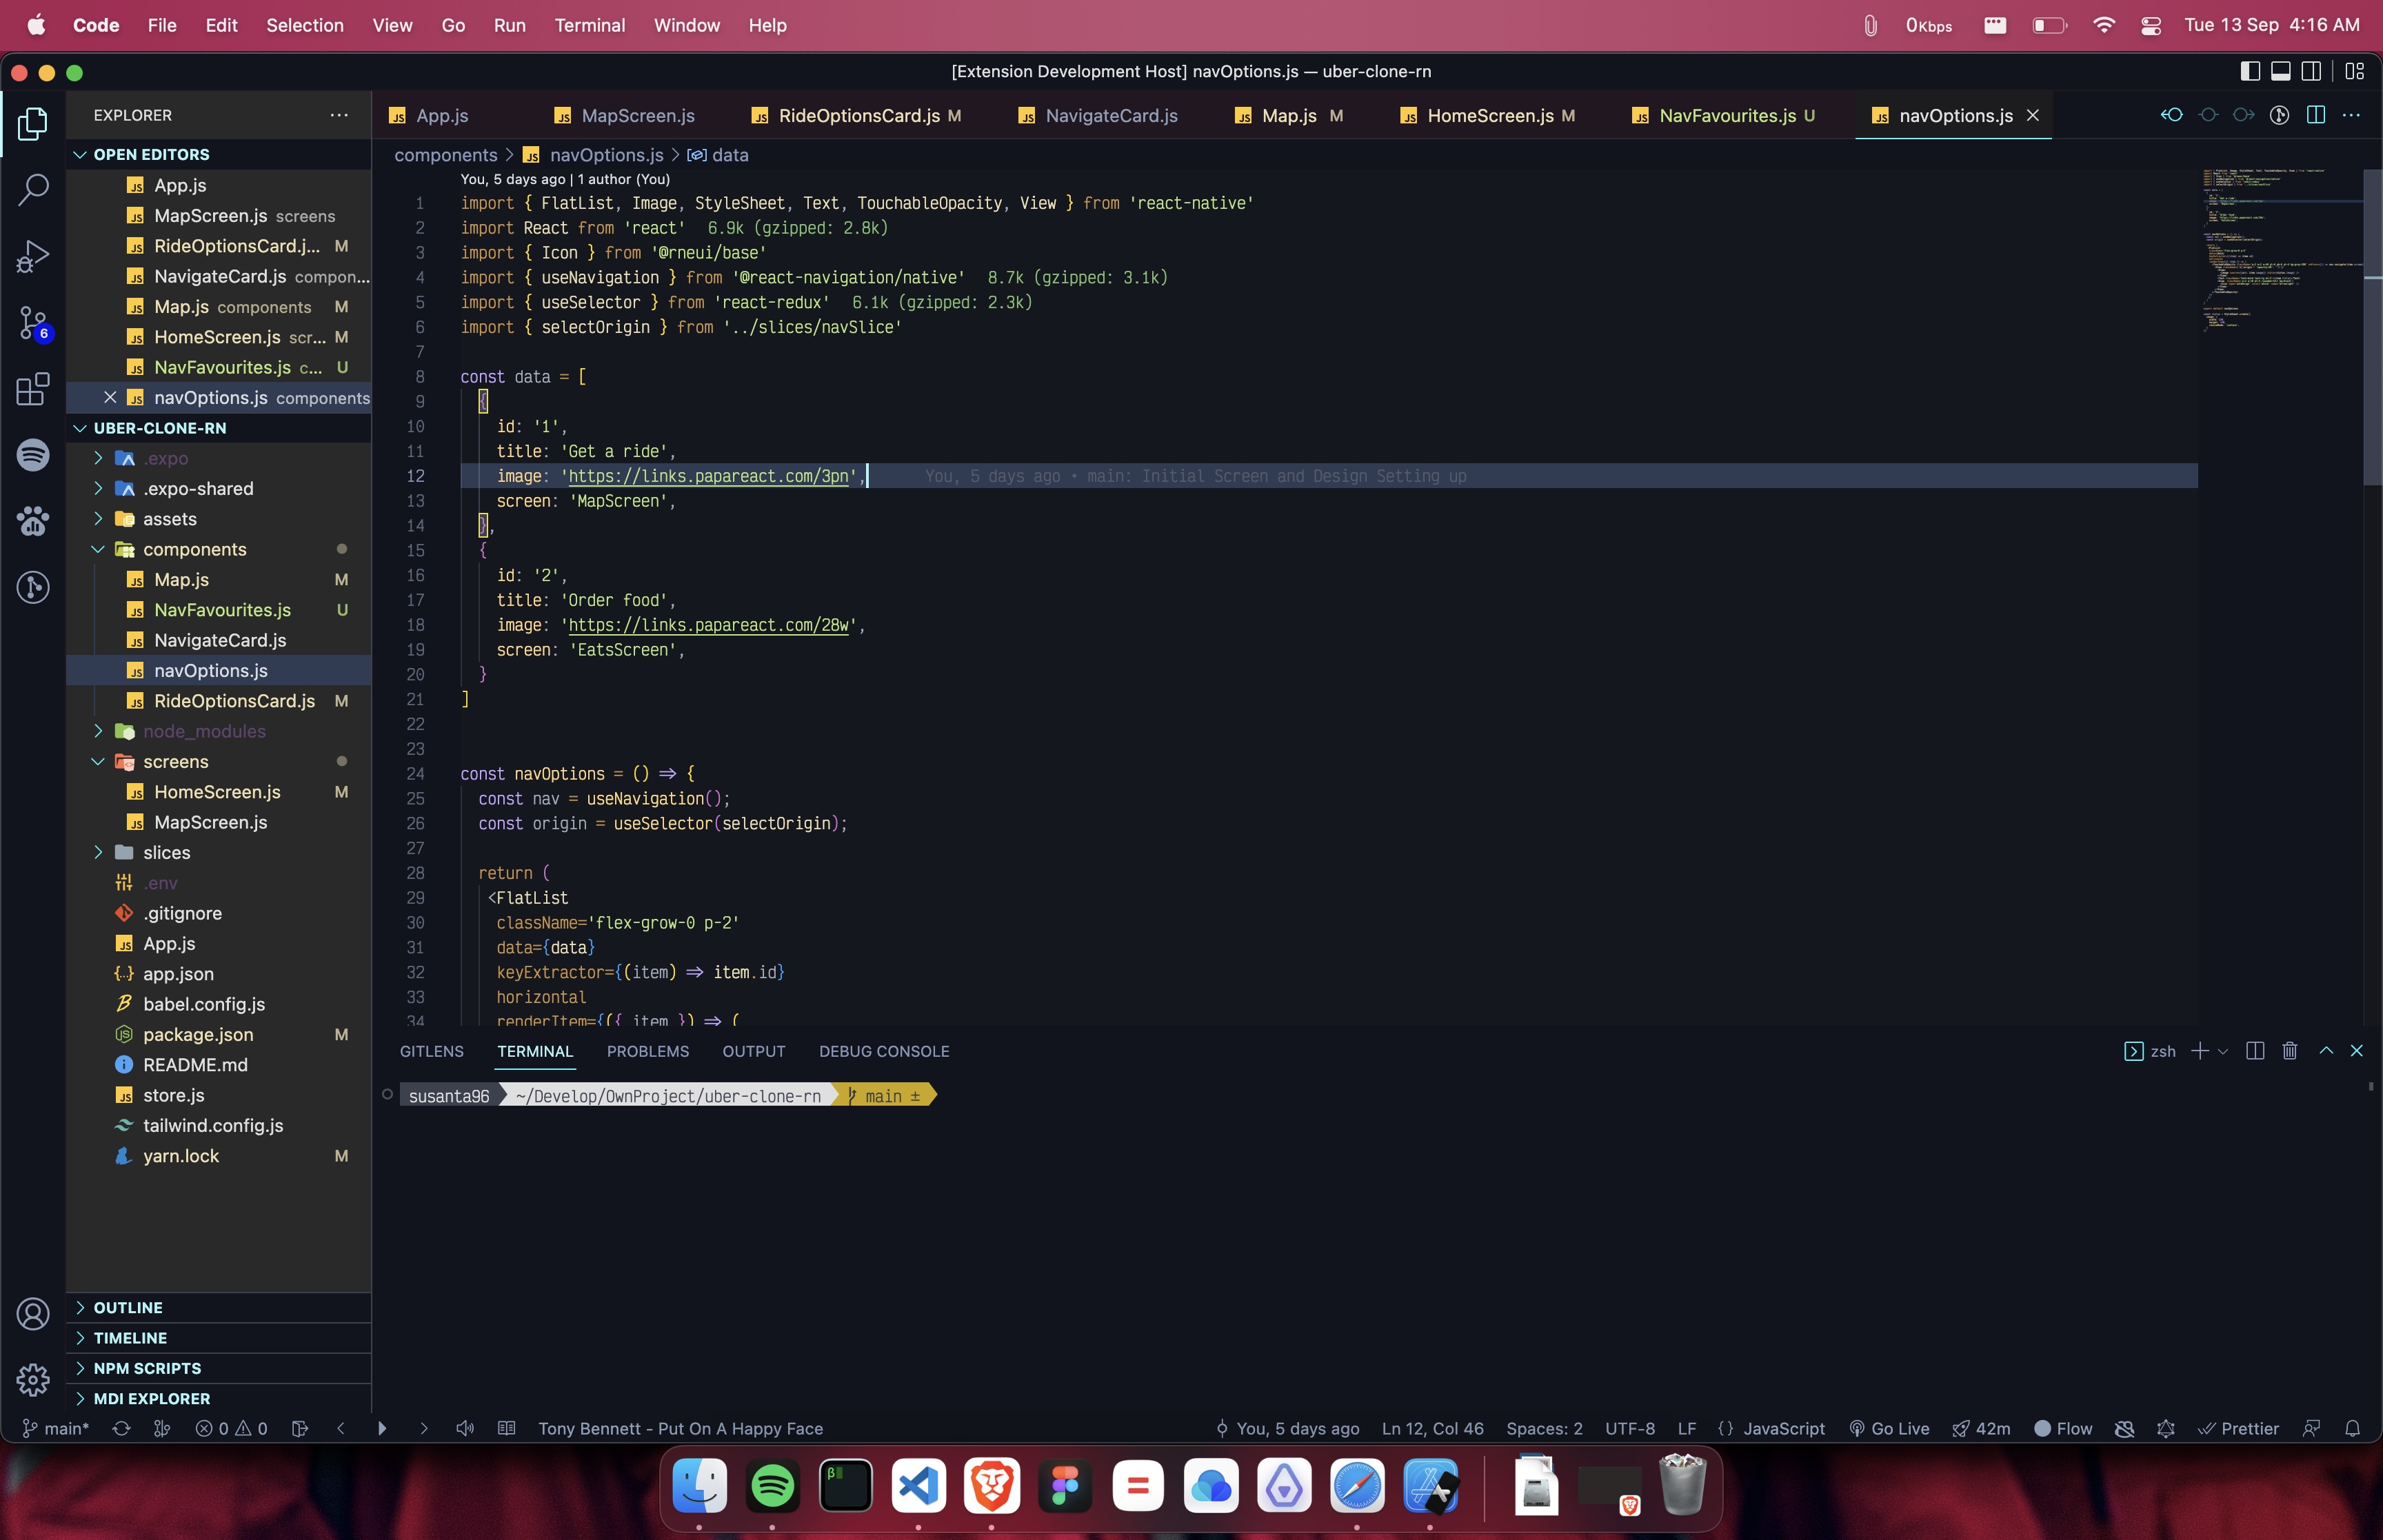 Code File Edit Selection View Go Run Terminal Window Help 0Kbps Tue 13 Sep 4:16 AM
[Extension Development Host] navOptions.js — uber-clone-rn
EXPLORER
App.js MapScreen.js RideOptionsCard.js M NavigateCard.js Map.js M HomeScreen.js M NavFavourites.js U navOptions.js
OPEN EDITORS
App.js
MapScreen.js screens
RideOptionsCard.j... M
NavigateCard.js compon...
Map.js components M
HomeScreen.js scr... M
NavFavourites.js c... U
navOptions.js components
UBER-CLONE-RN
.expo
.expo-shared
assets
components
Map.js M
NavFavourites.js U
NavigateCard.js
navOptions.js
RideOptionsCard.js M
node_modules
screens
HomeScreen.js M
MapScreen.js
slices
.env
.gitignore
App.js
app.json
babel.config.js
package.json M
README.md
store.js
tailwind.config.js
yarn.lock M
OUTLINE
TIMELINE
NPM SCRIPTS
MDI EXPLORER
6
components > navOptions.js > data
You, 5 days ago | 1 author (You)
1 import { FlatList, Image, StyleSheet, Text, TouchableOpacity, View } from 'react-native'
2 import React from 'react' 6.9k (gzipped: 2.8k)
3 import { Icon } from '@rneui/base'
4 import { useNavigation } from '@react-navigation/native' 8.7k (gzipped: 3.1k)
5 import { useSelector } from 'react-redux' 6.1k (gzipped: 2.3k)
6 import { selectOrigin } from '../slices/navSlice'
7
8 const data = [
9 {
10 id: '1',
11 title: 'Get a ride',
12 image: 'https://links.papareact.com/3pn', You, 5 days ago • main: Initial Screen and Design Setting up
13 screen: 'MapScreen',
14 },
15 {
16 id: '2',
17 title: 'Order food',
18 image: 'https://links.papareact.com/28w',
19 screen: 'EatsScreen',
20 }
21 ]
22
23
24 const navOptions = () => {
25 const nav = useNavigation();
26 const origin = useSelector(selectOrigin);
27
28 return (
29 <FlatList
30 className='flex-grow-0 p-2'
31 data={data}
32 keyExtractor={(item) => item.id}
33 horizontal
34 renderItem={({ item }) => (
GITLENS TERMINAL PROBLEMS OUTPUT DEBUG CONSOLE zsh
susanta96 ~/Develop/OwnProject/uber-clone-rn main ±
main* 0 0 Tony Bennett - Put On A Happy Face You, 5 days ago Ln 12, Col 46 Spaces: 2 UTF-8 LF {} JavaScript Go Live 42m Flow Prettier